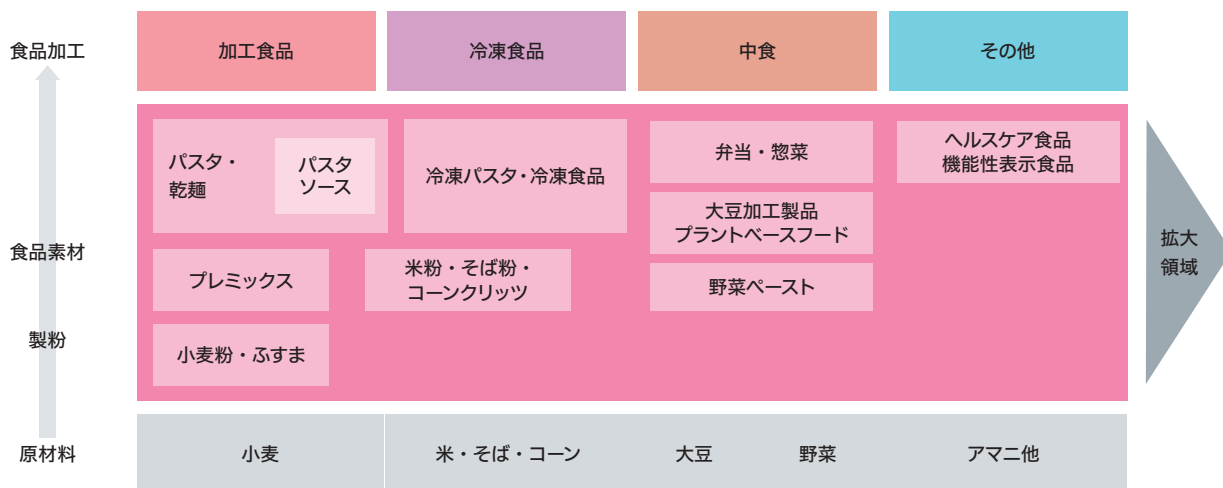 食品加工
加工食品
冷凍食品
中食
その他
パスタ・
乾麺
パスタ
ソース
冷凍パスタ・冷凍食品
弁当・惣菜
ヘルスケア食品
機能性表示食品
大豆加工製品
プラントベースフード
食品素材
プレミックス
米粉・そば粉・
コーンクリッツ
野菜ペースト
拡大
領域
製粉
小麦粉・ふすま
原材料
小麦
米・そば・コーン
大豆
野菜
アマニ他